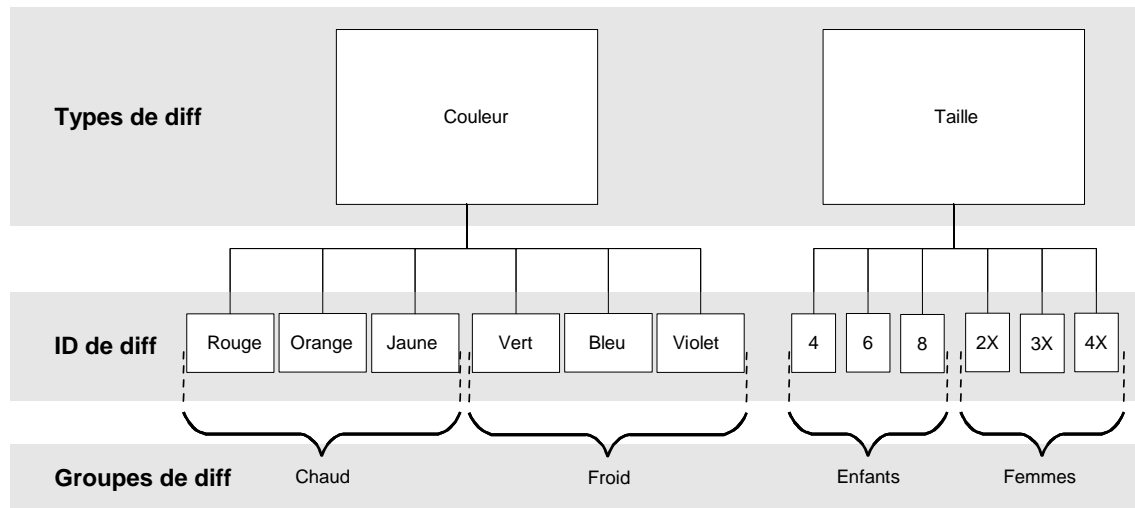 Types de diff
Couleur
Taille
ID de diff
Rouge Orange Jaune Vert Bleu Violet 4 6 8 2X 3X 4X
Groupes de diff
Chaud Froid Enfants Femmes